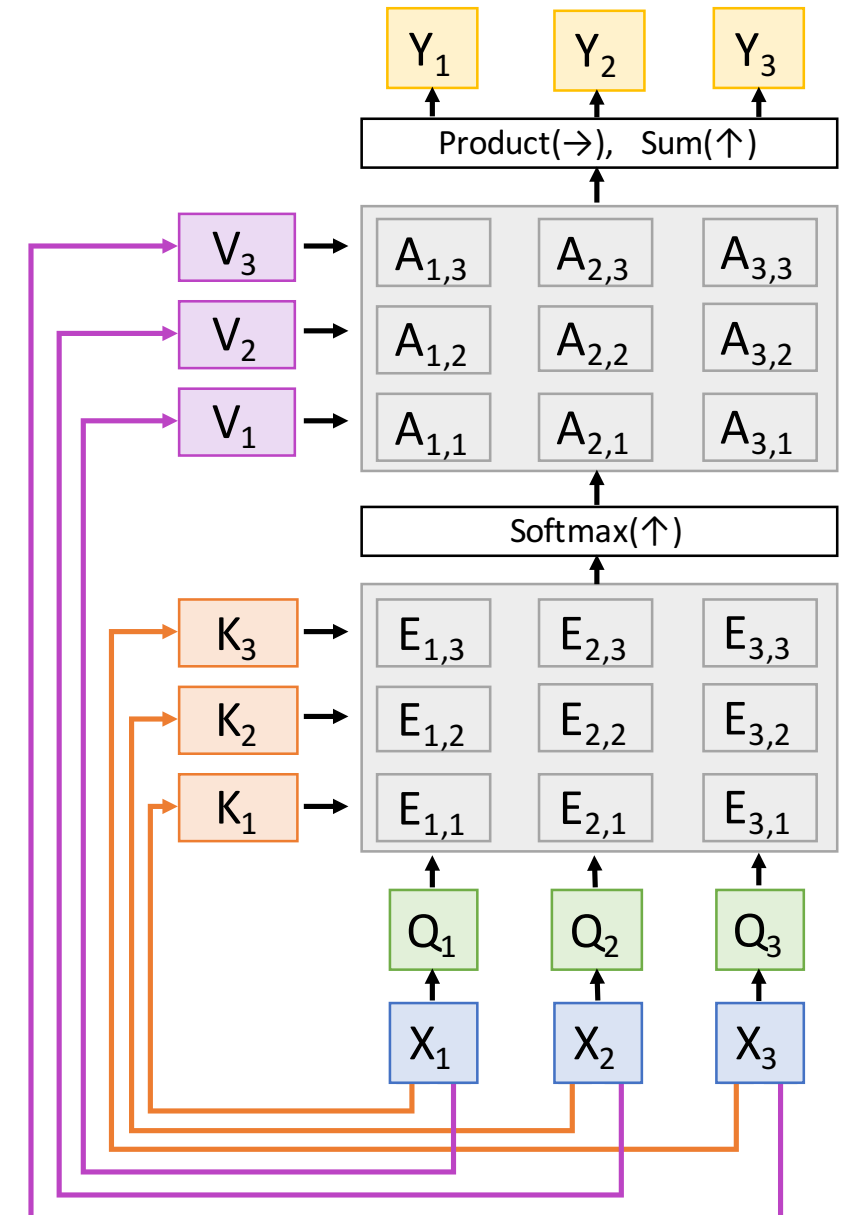 Y1 Y2 Y3
Product(→), Sum(↑)
V3 A1,3 A2,3 A3,3
V2 A1,2 A2,2 A3,2
V1 A1,1 A2,1 A3,1
Softmax(↑)
K3 E1,3 E2,3 E3,3
K2 E1,2 E2,2 E3,2
K1 E1,1 E2,1 E3,1
Q1 Q2 Q3
X1 X2 X3